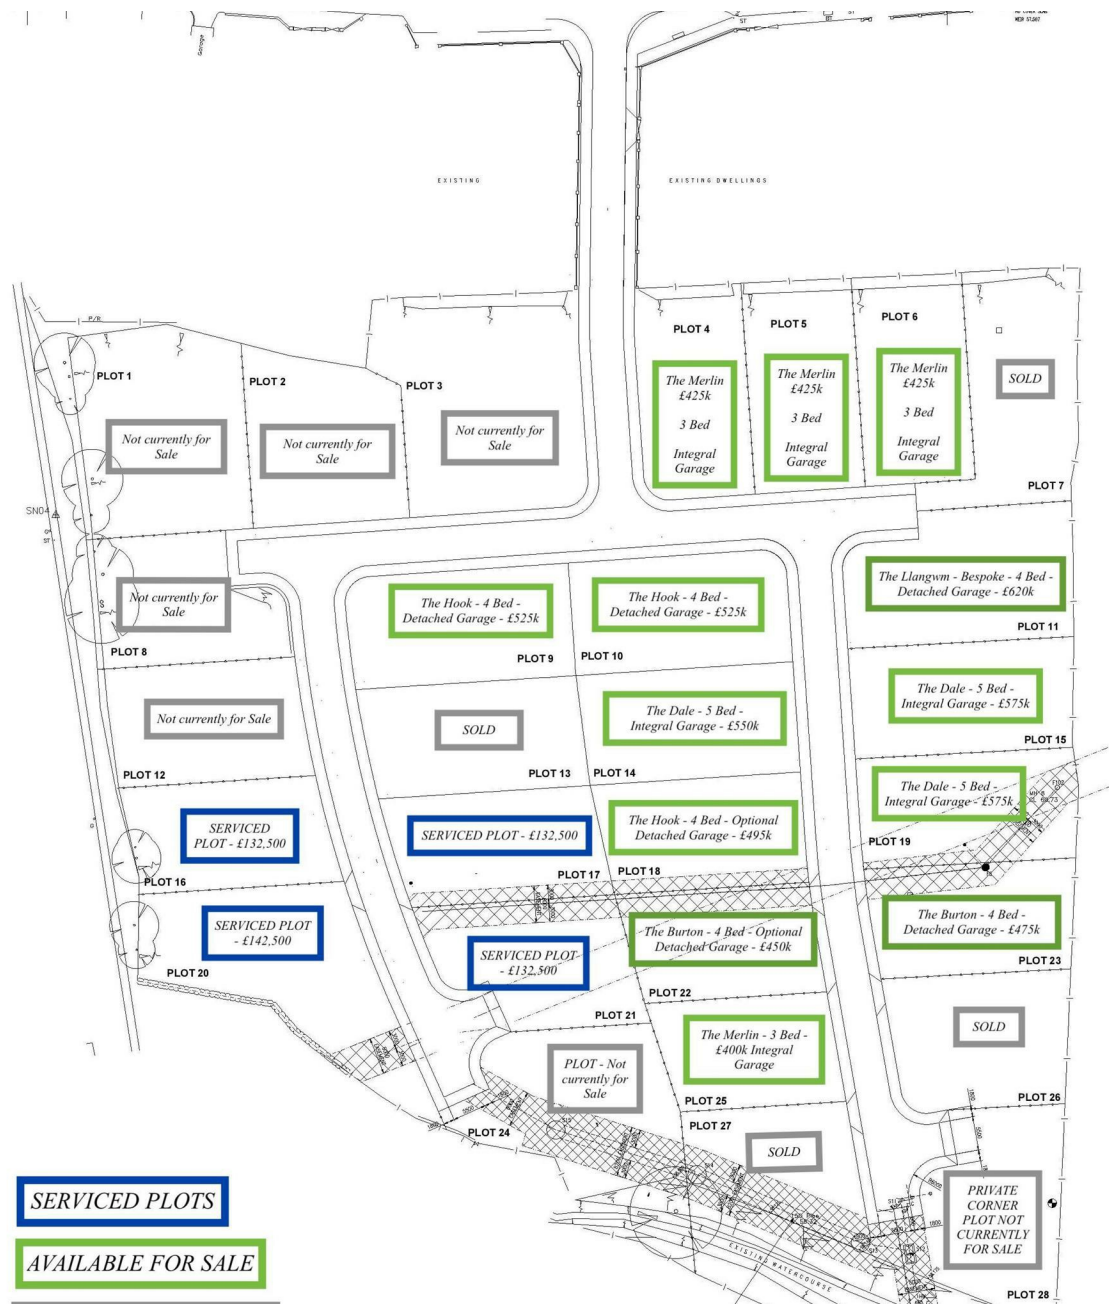 Garage
ST
BT
ST
EXISTING
EXISTING DWELLINGS
P/R
PLOT 1
PLOT 2
PLOT 3
PLOT 4
PLOT 5
PLOT 6
Not currently for
Sale
Not currently for
Sale
Not currently for
Sale
The Merlin
£425k
3 Bed
Integral
Garage
The Merlin
£425k
3 Bed
Integral
Garage
The Merlin
£425k
3 Bed
Integral
Garage
SOLD
PLOT 7
SN04
ST
Not currently for
Sale
PLOT 8
The Hook - 4 Bed -
Detached Garage - £525k
PLOT 9
The Hook - 4 Bed -
Detached Garage - £525k
PLOT 10
The Llangwm - Bespoke - 4 Bed -
Detached Garage - £620k
PLOT 11
Not currently for Sale
PLOT 12
SOLD
PLOT 13
The Dale - 5 Bed -
Integral Garage - £550k
PLOT 14
The Dale - 5 Bed -
Integral Garage - £575k
PLOT 15
SERVICED
PLOT - £132,500
PLOT 16
SERVICED PLOT - £132,500
PLOT 17
The Hook - 4 Bed - Optional
Detached Garage - £495k
PLOT 18
The Dale - 5 Bed -
Integral Garage - £575k
PLOT 19
SERVICED PLOT
- £142,500
PLOT 20
SERVICED PLOT
- £132,500
PLOT 21
The Burton - 4 Bed - Optional
Detached Garage - £450k
PLOT 22
The Burton - 4 Bed -
Detached Garage - £475k
PLOT 23
PLOT - Not
currently for
Sale
PLOT 24
The Merlin - 3 Bed -
£400k Integral
Garage
PLOT 25
SOLD
PLOT 26
PLOT 27
SOLD
PRIVATE
CORNER
PLOT NOT
CURRENTLY
FOR SALE
PLOT 28
EXISTING WATERCOURSE
SERVICED PLOTS
AVAILABLE FOR SALE